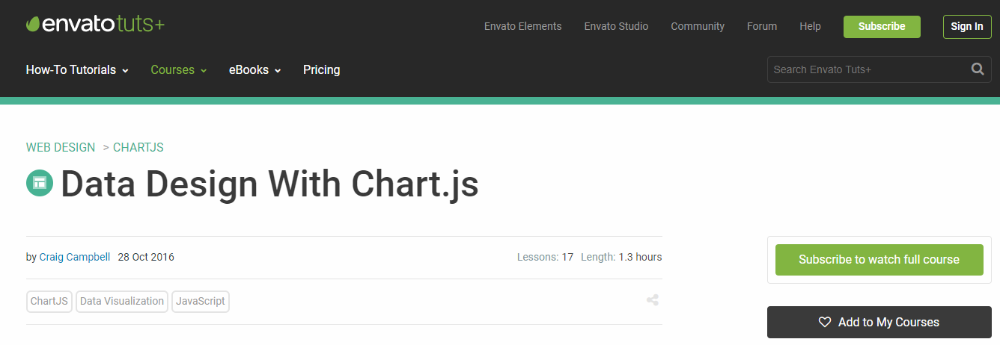 envatotuts+
Envato Elements Envato Studio Community Forum Help Subscribe Sign In
How-To Tutorials Courses eBooks Pricing Search Envato Tuts+
WEB DESIGN > CHARTJS
Data Design With Chart.js
by Craig Campbell 28 Oct 2016 Lessons: 17 Length: 1.3 hours
Subscribe to watch full course
ChartJS Data Visualization JavaScript
Add to My Courses